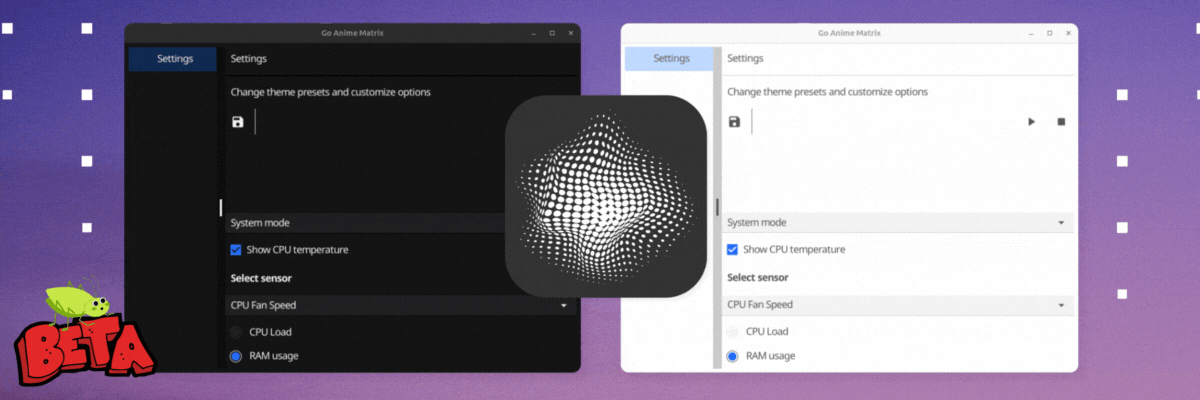 Go Anime Matrix
Settings
Settings
Change theme presets and customize options
System mode
Show CPU temperature
Select sensor
CPU Fan Speed
CPU Load
RAM usage
Go Anime Matrix
Settings
Settings
Change theme presets and customize options
System mode
Show CPU temperature
Select sensor
CPU Fan Speed
CPU Load
RAM usage
BETA